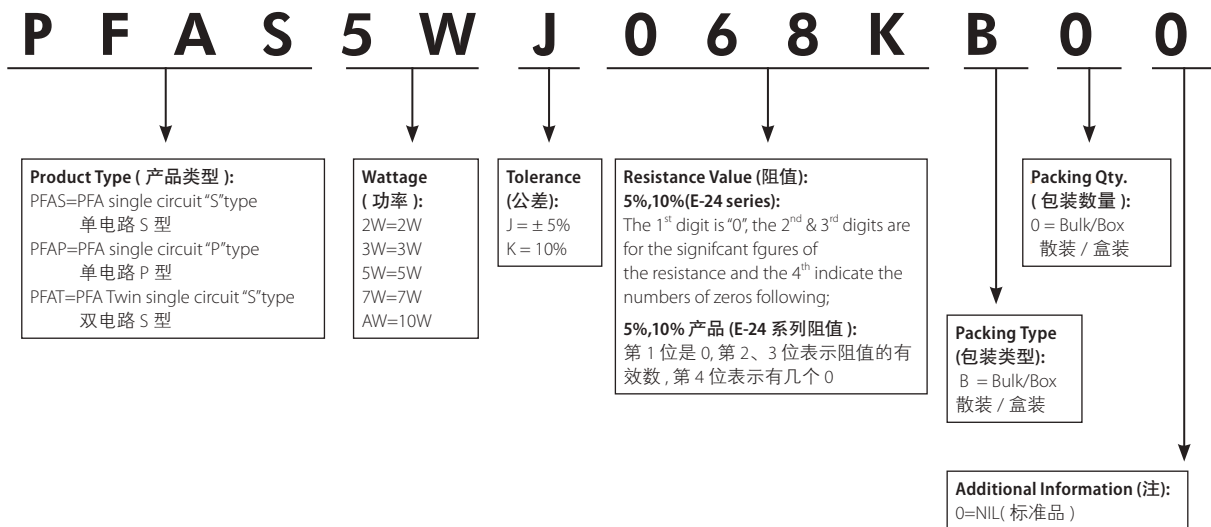 P F A S 5 W J 0 6 8 K B 0 0
Product Type ( 产品类型 ):
PFAS=PFA single circuit “S”type
单电路 S 型
PFAP=PFA single circuit “P”type
单电路 P 型
PFAT=PFA Twin single circuit “S”type
双电路 S 型
Wattage
( 功率 ):
2W=2W
3W=3W
5W=5W
7W=7W
AW=10W
Tolerance
(公差):
J = ± 5%
K = 10%
Resistance Value (阻值):
5%,10%(E-24 series):
The 1st digit is “0”, the 2nd & 3rd digits are
for the signifcant fgures of
the resistance and the 4th indicate the
numbers of zeros following;
5%,10% 产品 (E-24 系列阻值 ):
第 1 位是 0, 第 2、3 位表示阻值的有
效数 , 第 4 位表示有几个 0
Packing Type
(包装类型):
B = Bulk/Box
散装 / 盒装
Packing Qty.
( 包装数量 ):
0 = Bulk/Box
散装 / 盒装
Additional Information (注):
0=NIL( 标准品 )